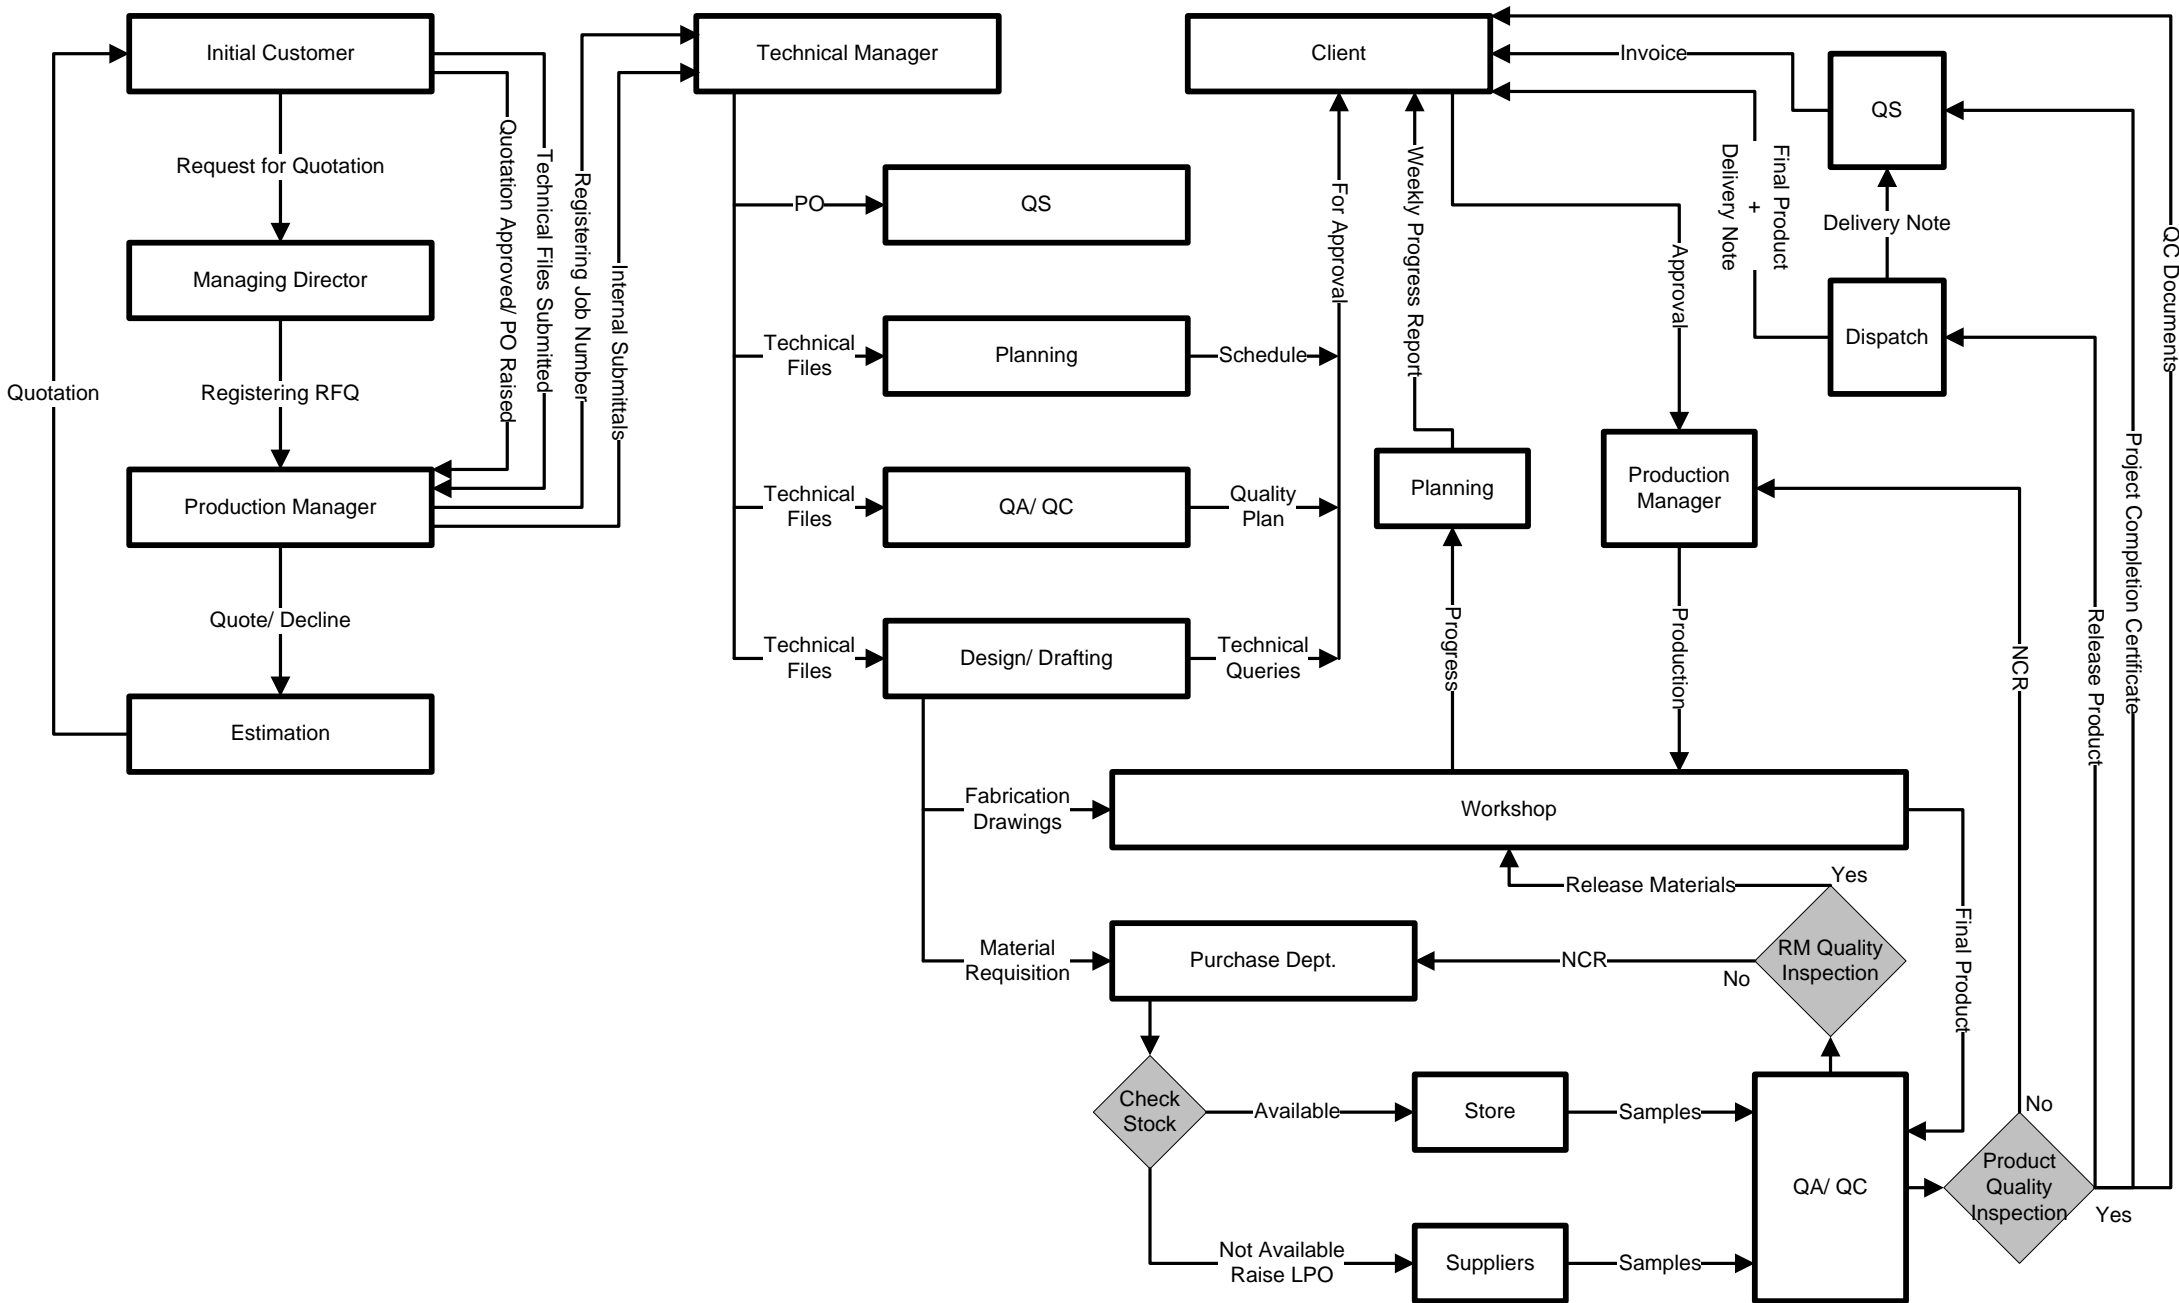 Initial Customer
Technical Manager
Client
Invoice
QS
Request for Quotation
Quotation Approved/ PO Raised
Technical Files Submitted
Registering Job Number
Internal Submittals
PO
QS
For Approval
Weekly Progress Report
Approval
Final Product
+
Delivery Note
Delivery Note
QC Documents
Managing Director
Dispatch
Technical
Files
Planning
Schedule
Quotation
Registering RFQ
Production Manager
Technical
Files
QA/ QC
Quality
Plan
Planning
Production
Manager
Project Completion Certificate
Quote/ Decline
Technical
Files
Design/ Drafting
Technical
Queries
Progress
Production
NCR
Release Product
Estimation
Fabrication
Drawings
Workshop
Release Materials
Yes
Final Product
Material
Requisition
Purchase Dept.
NCR
No
RM Quality
Inspection
Check
Stock
Available
Store
Samples
No
QA/ QC
Product
Quality
Inspection
Yes
Not Available
Raise LPO
Suppliers
Samples